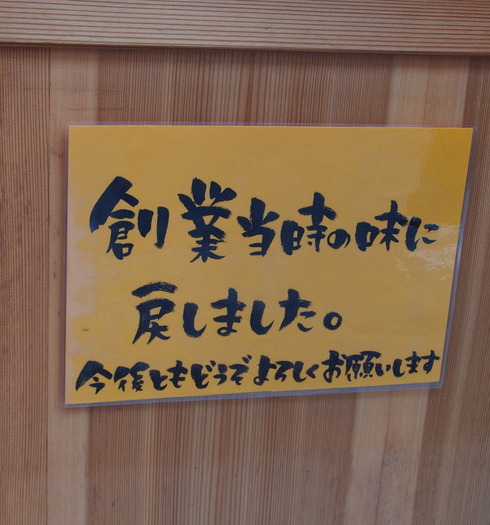 創業当時の味に
戻しました。
今後ともどうぞよろしくお願いします